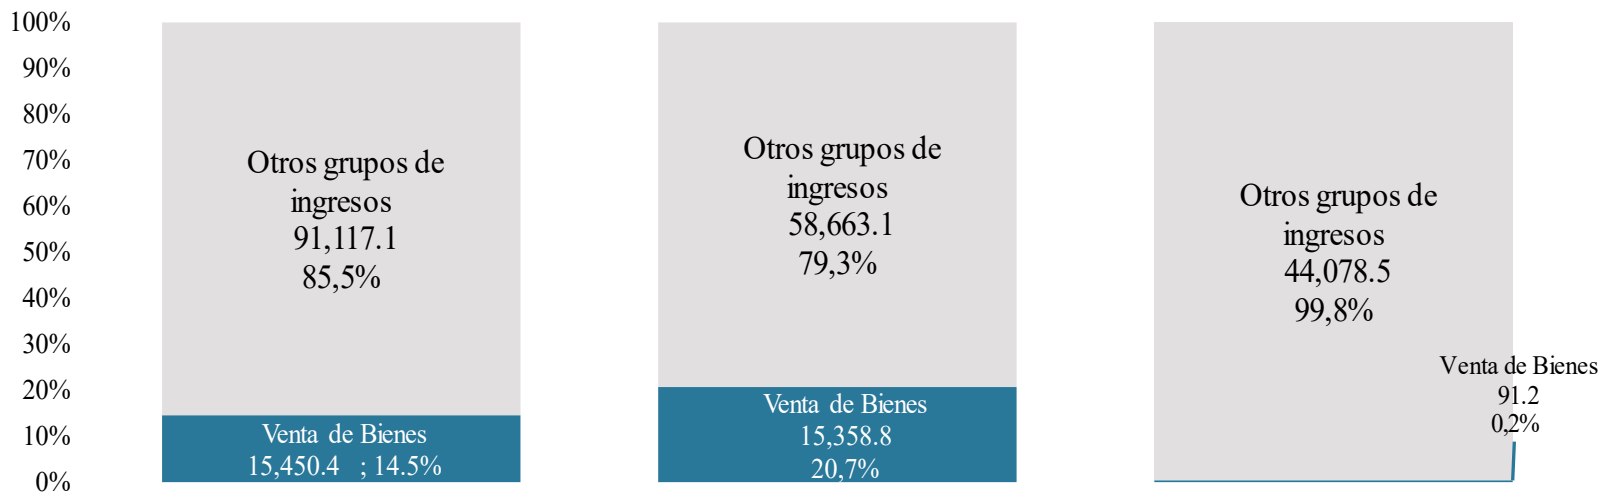 100%
90%
80%
70%
60%
50%
40%
30%
20%
10%
0%
Otros grupos de
ingresos
91,117.1
85,5%
Venta de Bienes
15,450.4 ; 14.5%
Otros grupos de
ingresos
58,663.1
79,3%
Venta de Bienes
15,358.8
20,7%
Otros grupos de
ingresos
44,078.5
99,8%
Venta de Bienes
91.2
0,2%